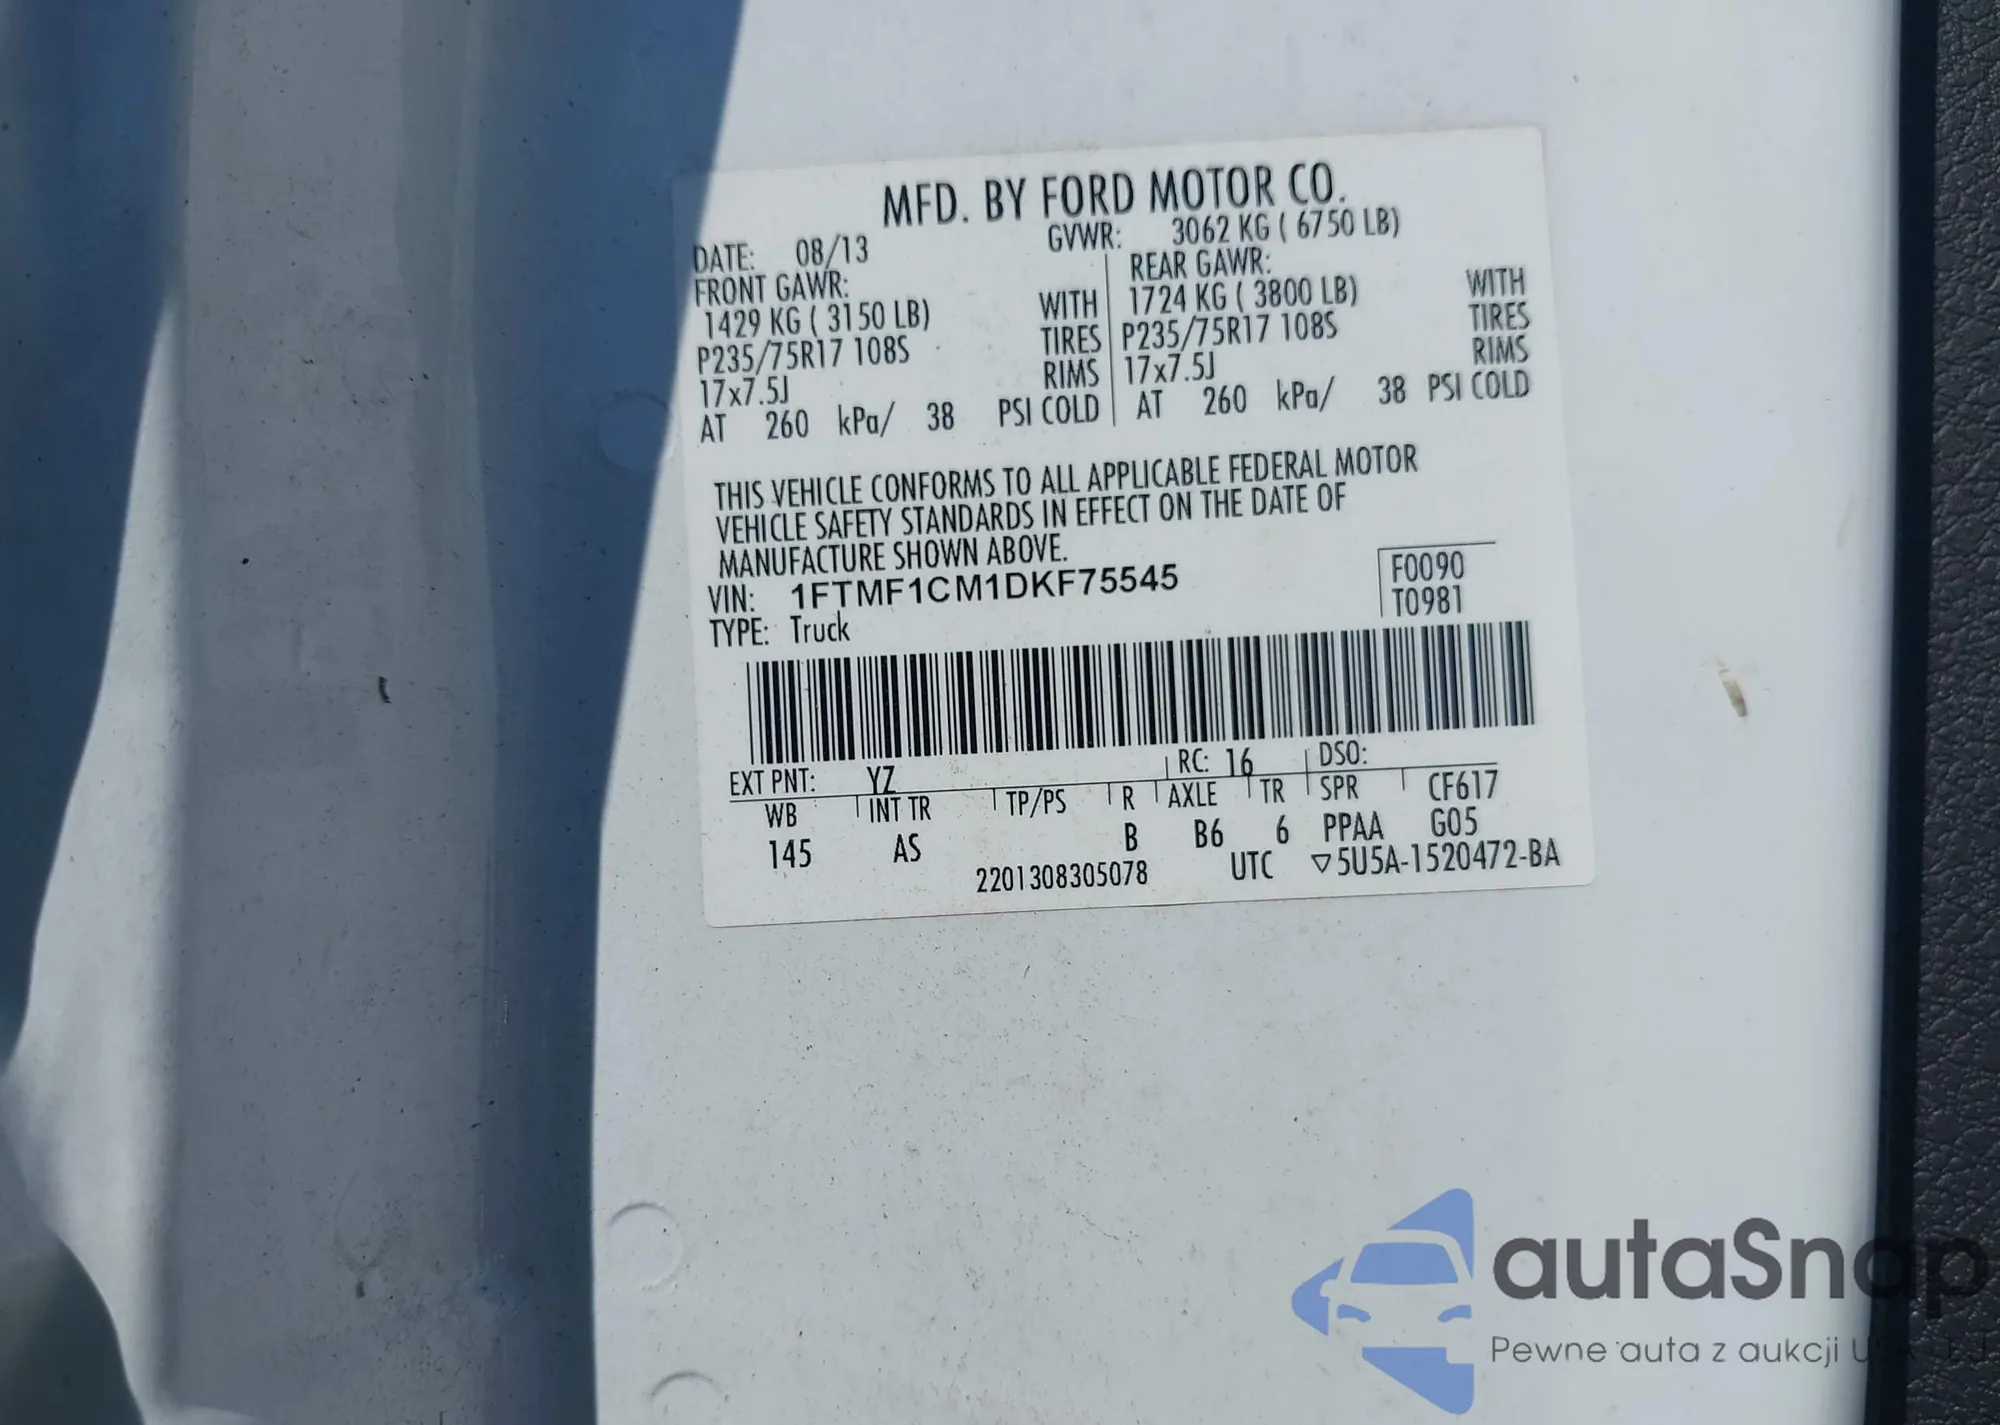 MFD. BY FORD MOTOR CO.
DATE: 08/13 GVWR: 3062 KG ( 6750 LB)
FRONT GAWR: REAR GAWR:
1429 KG ( 3150 LB) WITH 1724 KG ( 3800 LB) WITH
P235/75R17 108S TIRES P235/75R17 108S TIRES
17x7.5J RIMS 17x7.5J RIMS
AT 260 kPa/ 38 PSI COLD AT 260 kPa/ 38 PSI COLD
THIS VEHICLE CONFORMS TO ALL APPLICABLE FEDERAL MOTOR
VEHICLE SAFETY STANDARDS IN EFFECT ON THE DATE OF
MANUFACTURE SHOWN ABOVE.
VIN: 1FTMF1CM1DKF75545 F0090
TYPE: Truck T0981
EXT PNT: YZ RC: 16 DSO:
WB INT TR TP/PS R AXLE TR SPR CF617
145 AS B B6 6 PPAA G05
2201308305078 UTC ▽5U5A-1520472-BA
autaSnap
Pewne auta z aukcji USA